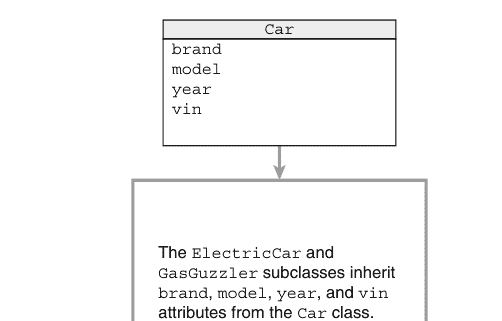 Car
brand
model
year
vin
The ElectricCar and
GasGuzzler subclasses inherit
brand, model, year, and vin
attributes from the Car class.